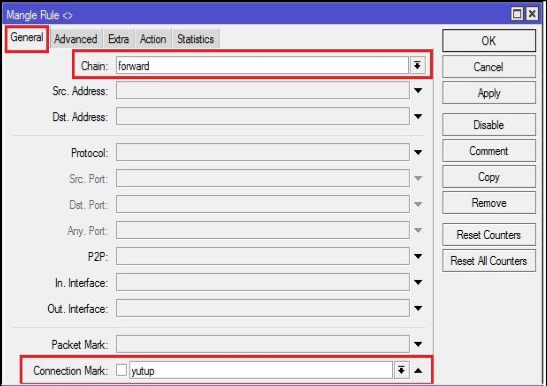 Mangle Rule <>
General Advanced Extra Action Statistics
Chain: forward
Src. Address:
Dst. Address:
Protocol:
Src. Port:
Dst. Port:
Any. Port:
P2P:
In. Interface:
Out. Interface:
Packet Mark:
Connection Mark: yutup
OK
Cancel
Apply
Disable
Comment
Copy
Remove
Reset Counters
Reset All Counters